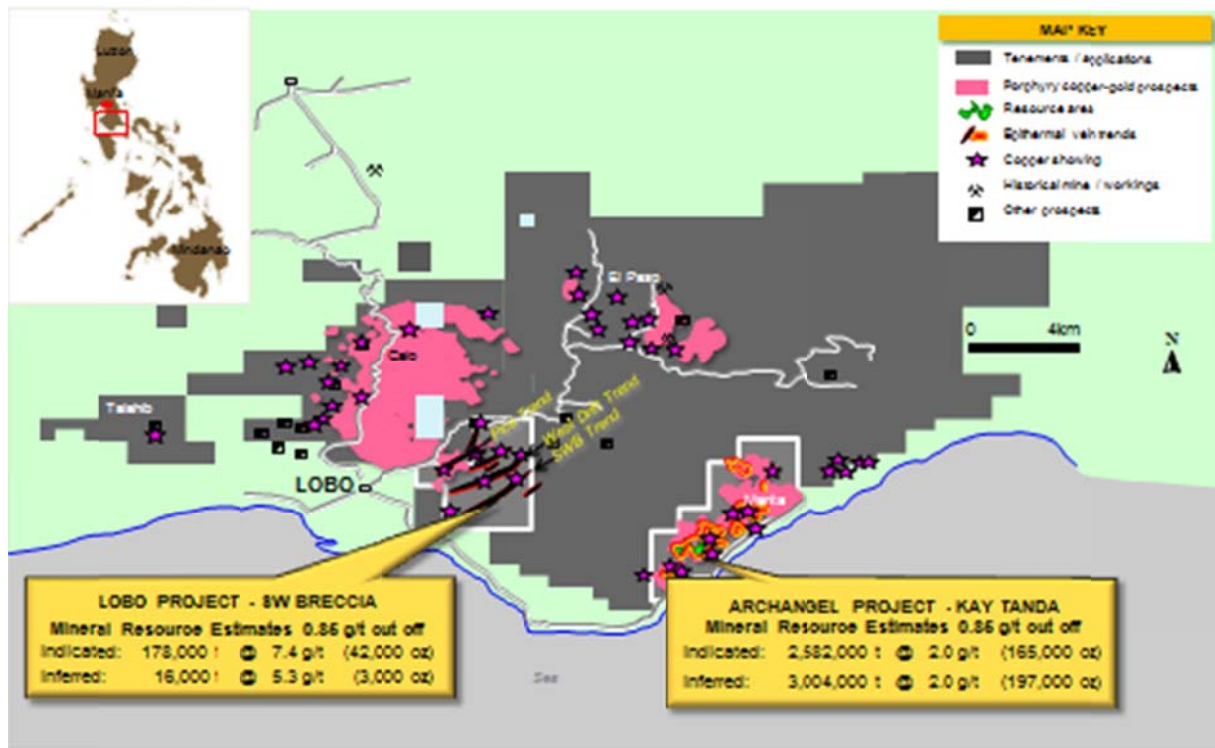 Luzon
Manila
Mindanao
MAP KEY
Tenements / applications
Porphyry copper-gold prospects
Resource area
Epithermal vein trends
Copper showing
Historical mine / workings
Other prospects
El Paso
0 4km
N
Calo
Talahib
West Drift Trend
SWB Trend
LOBO
Marita
LOBO PROJECT - SW BRECCIA
Mineral Resource Estimates 0.85 g/t out off
Indicated: 178,000 t @ 7.4 g/t (42,000 oz)
Inferred: 16,000 t @ 5.3 g/t (3,000 oz)
ARCHANGEL PROJECT - KAY TANDA
Mineral Resource Estimates 0.85 g/t out off
Indicated: 2,582,000 t @ 2.0 g/t (165,000 oz)
Inferred: 3,004,000 t @ 2.0 g/t (197,000 oz)
Sea